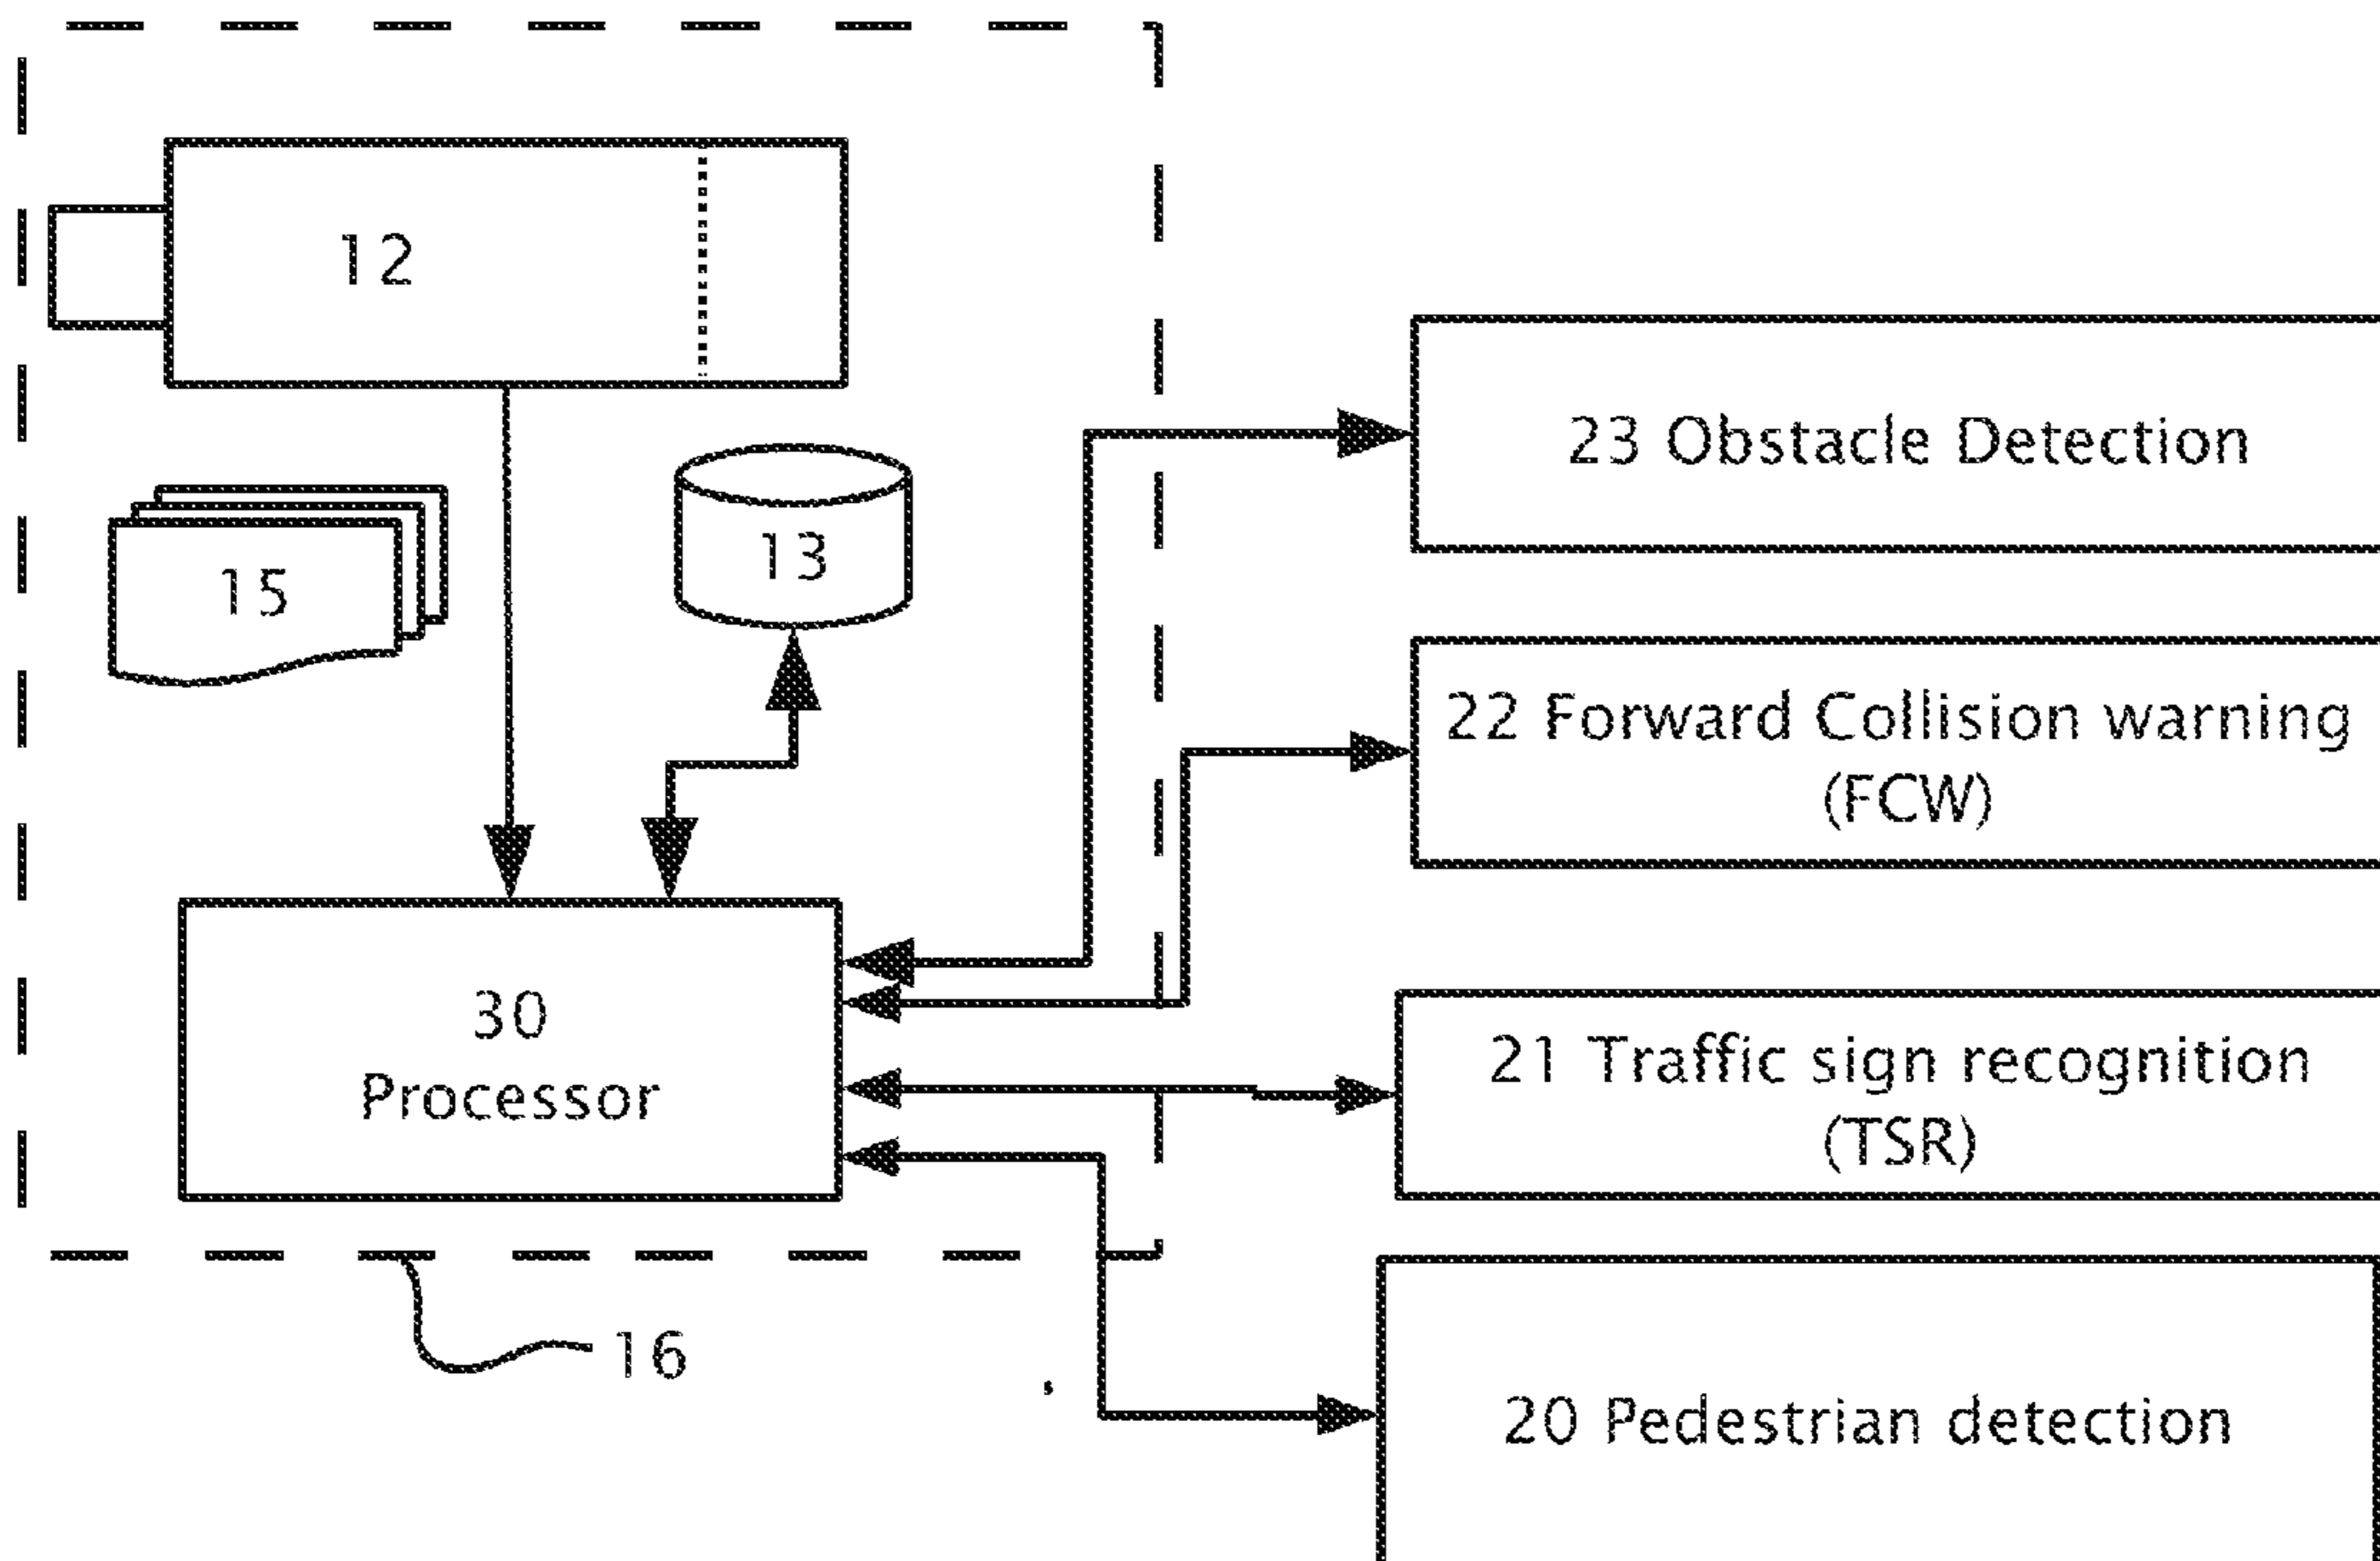 12
23 Obstacle Detection
13
15
22 Forward Collision warning
(FCW)
30
Processor
21 Traffic sign recognition
(TSR)
16
20 Pedestrian detection